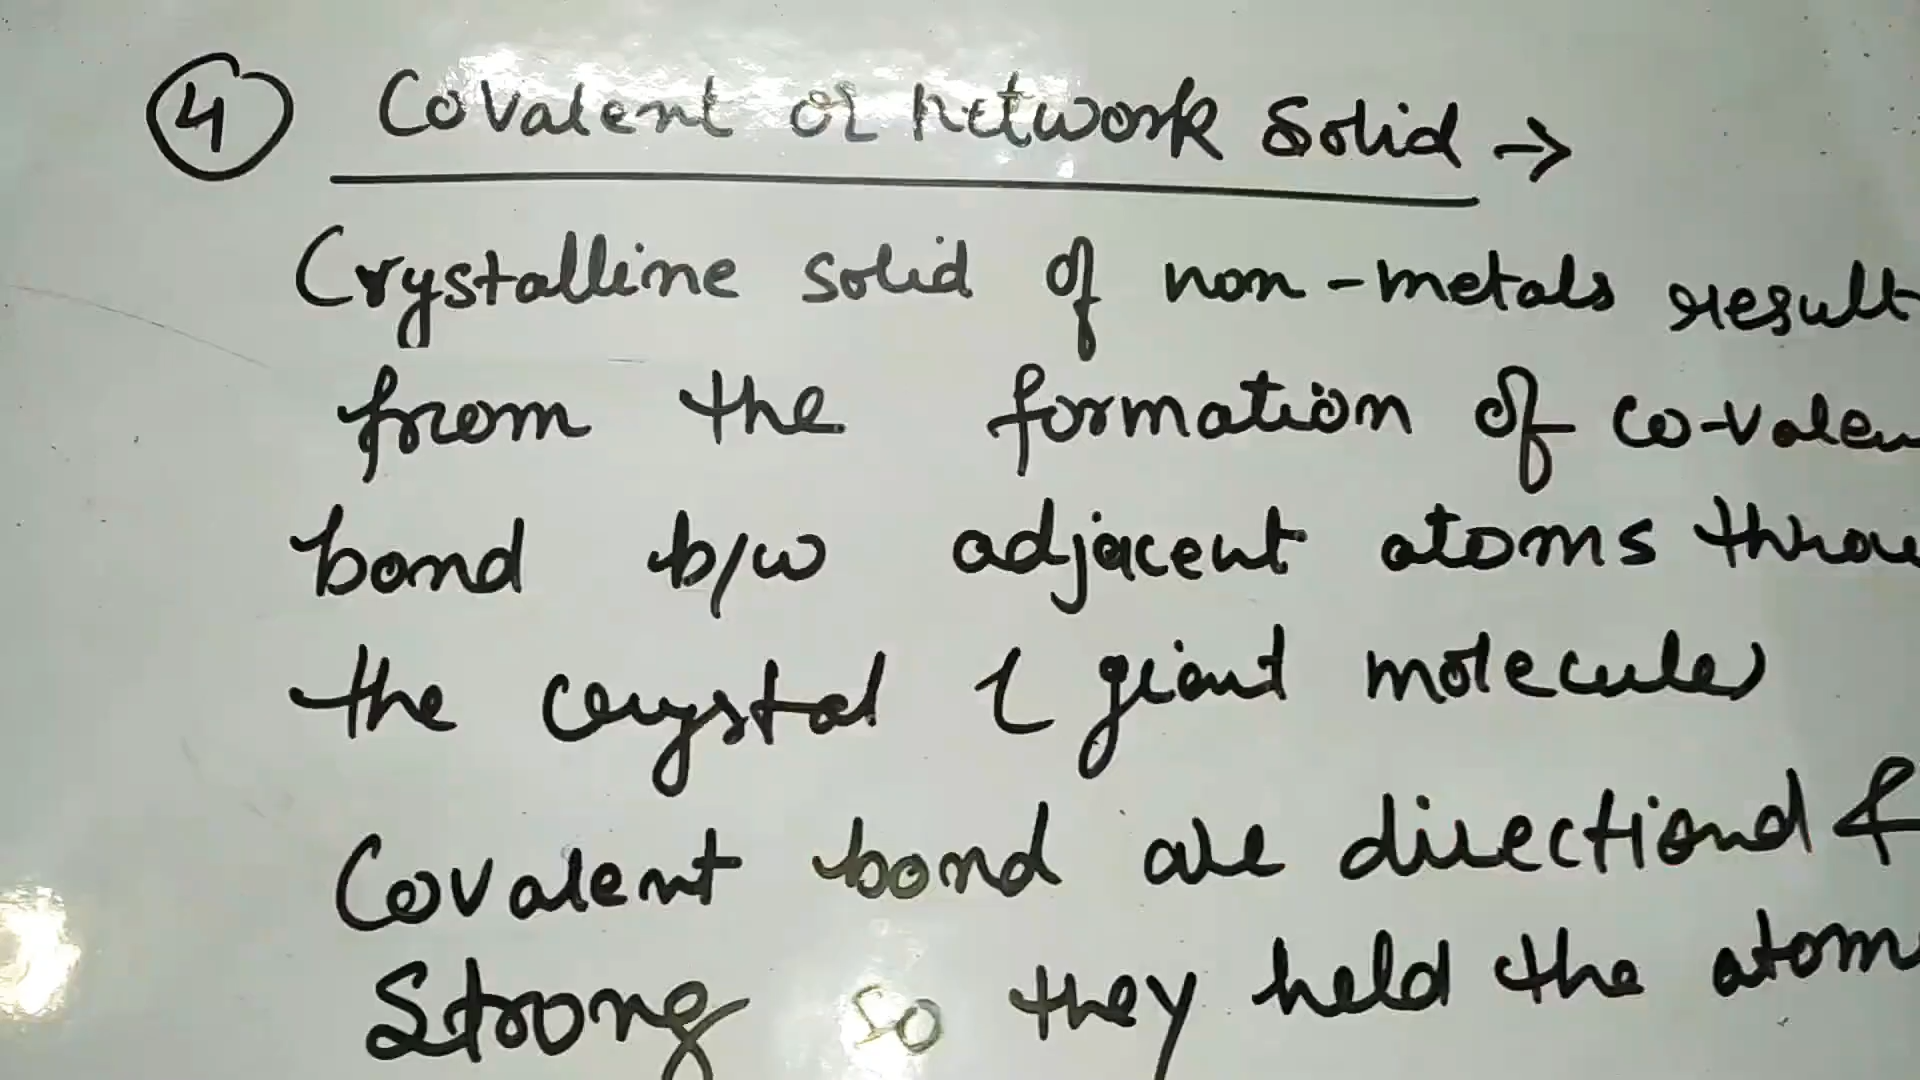 ④ Covalent or network Solid →
Crystalline solid of non-metals result
from the formation of co-valen
bond b/w adjacent atoms throu
the crystal & giant molecules
Covalent bond are directional &
Strong so they held the atom